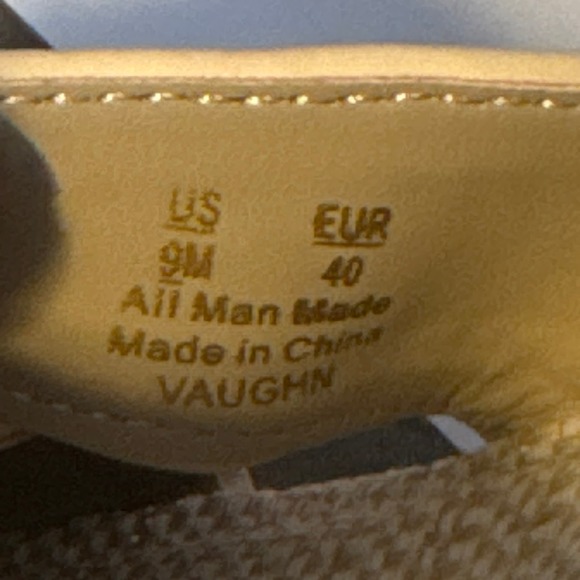 US EUR
9M 40
All Man Made
Made in China
VAUGHN